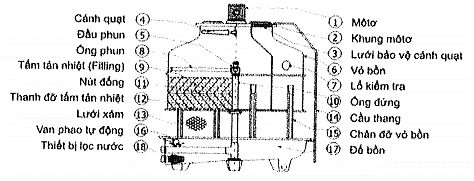 Cánh quạt ④ ① Môtơ
Đầu phun ⑤ ② Khung môtơ
Ống phun ⑧ ③ Lưới bảo vệ cánh quạt
Tấm tản nhiệt (Filling) ⑨ ⑥ Vỏ bồn
Nút đống ⑪ ⑦ Lổ kiểm tra
Thanh đỡ tấm tản nhiệt ⑫ ⑩ Ống đứng
Lưới xám ⑬ ⑭ Cầu thang
Van phao tự động ⑯ ⑮ Chân đỡ vỏ bồn
Thiết bị lọc nước ⑱ ⑰ Đế bồn